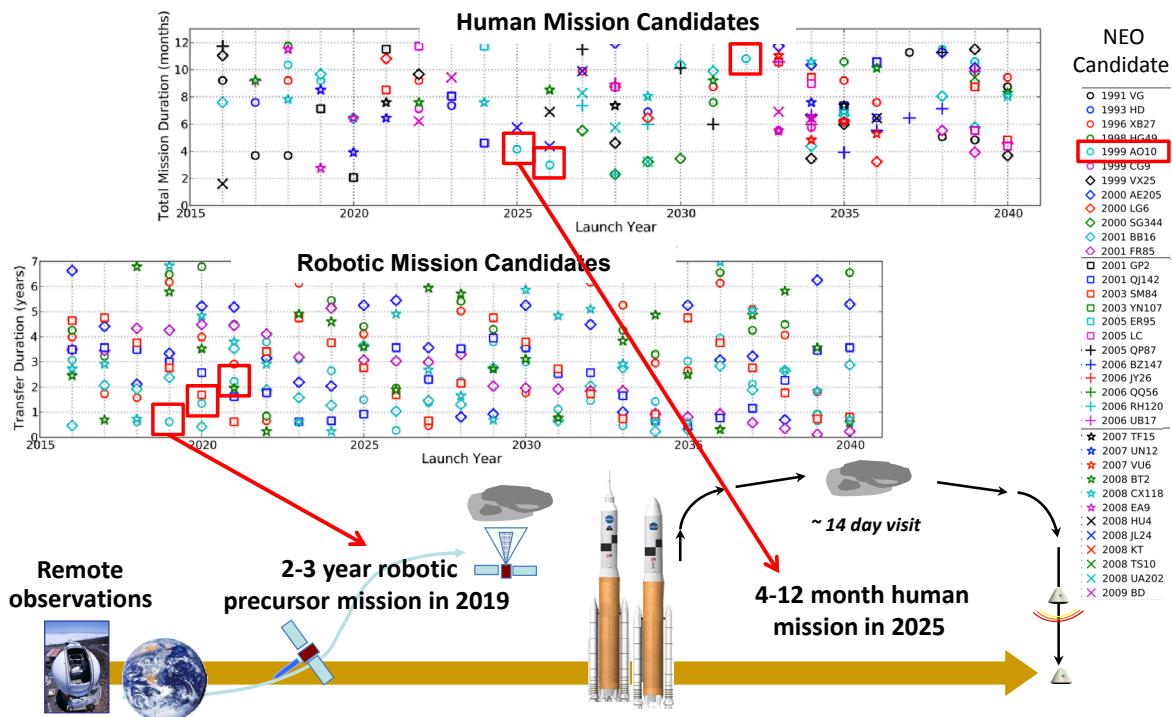 Human Mission Candidates
Total Mission Duration (months)
12
10
8
6
4
2
0
2015
2020
2025
2030
2035
2040
Launch Year
Robotic Mission Candidates
Transfer Duration (years)
7
6
5
4
3
2
1
0
2015
2020
2025
2030
2035
2040
Launch Year
NEO
Candidate
1991 VG
1993 HD
1996 XB27
1998 HG49
1999 AO10
1999 CG9
1999 VX25
2000 AE205
2000 LG6
2000 SG344
2001 BB16
2001 FR85
2001 GP2
2001 QJ142
2003 SM84
2003 YN107
2005 ER95
2005 LC
2005 QP87
2006 BZ147
2006 JY26
2006 QQ56
2006 RH120
2006 UB17
2007 TF15
2007 UN12
2007 VU6
2008 BT2
2008 CX118
2008 EA9
2008 HU4
2008 JL24
2008 KT
2008 TS10
2008 UA202
2009 BD
~ 14 day visit
Remote
observations
2-3 year robotic
precursor mission in 2019
4-12 month human
mission in 2025